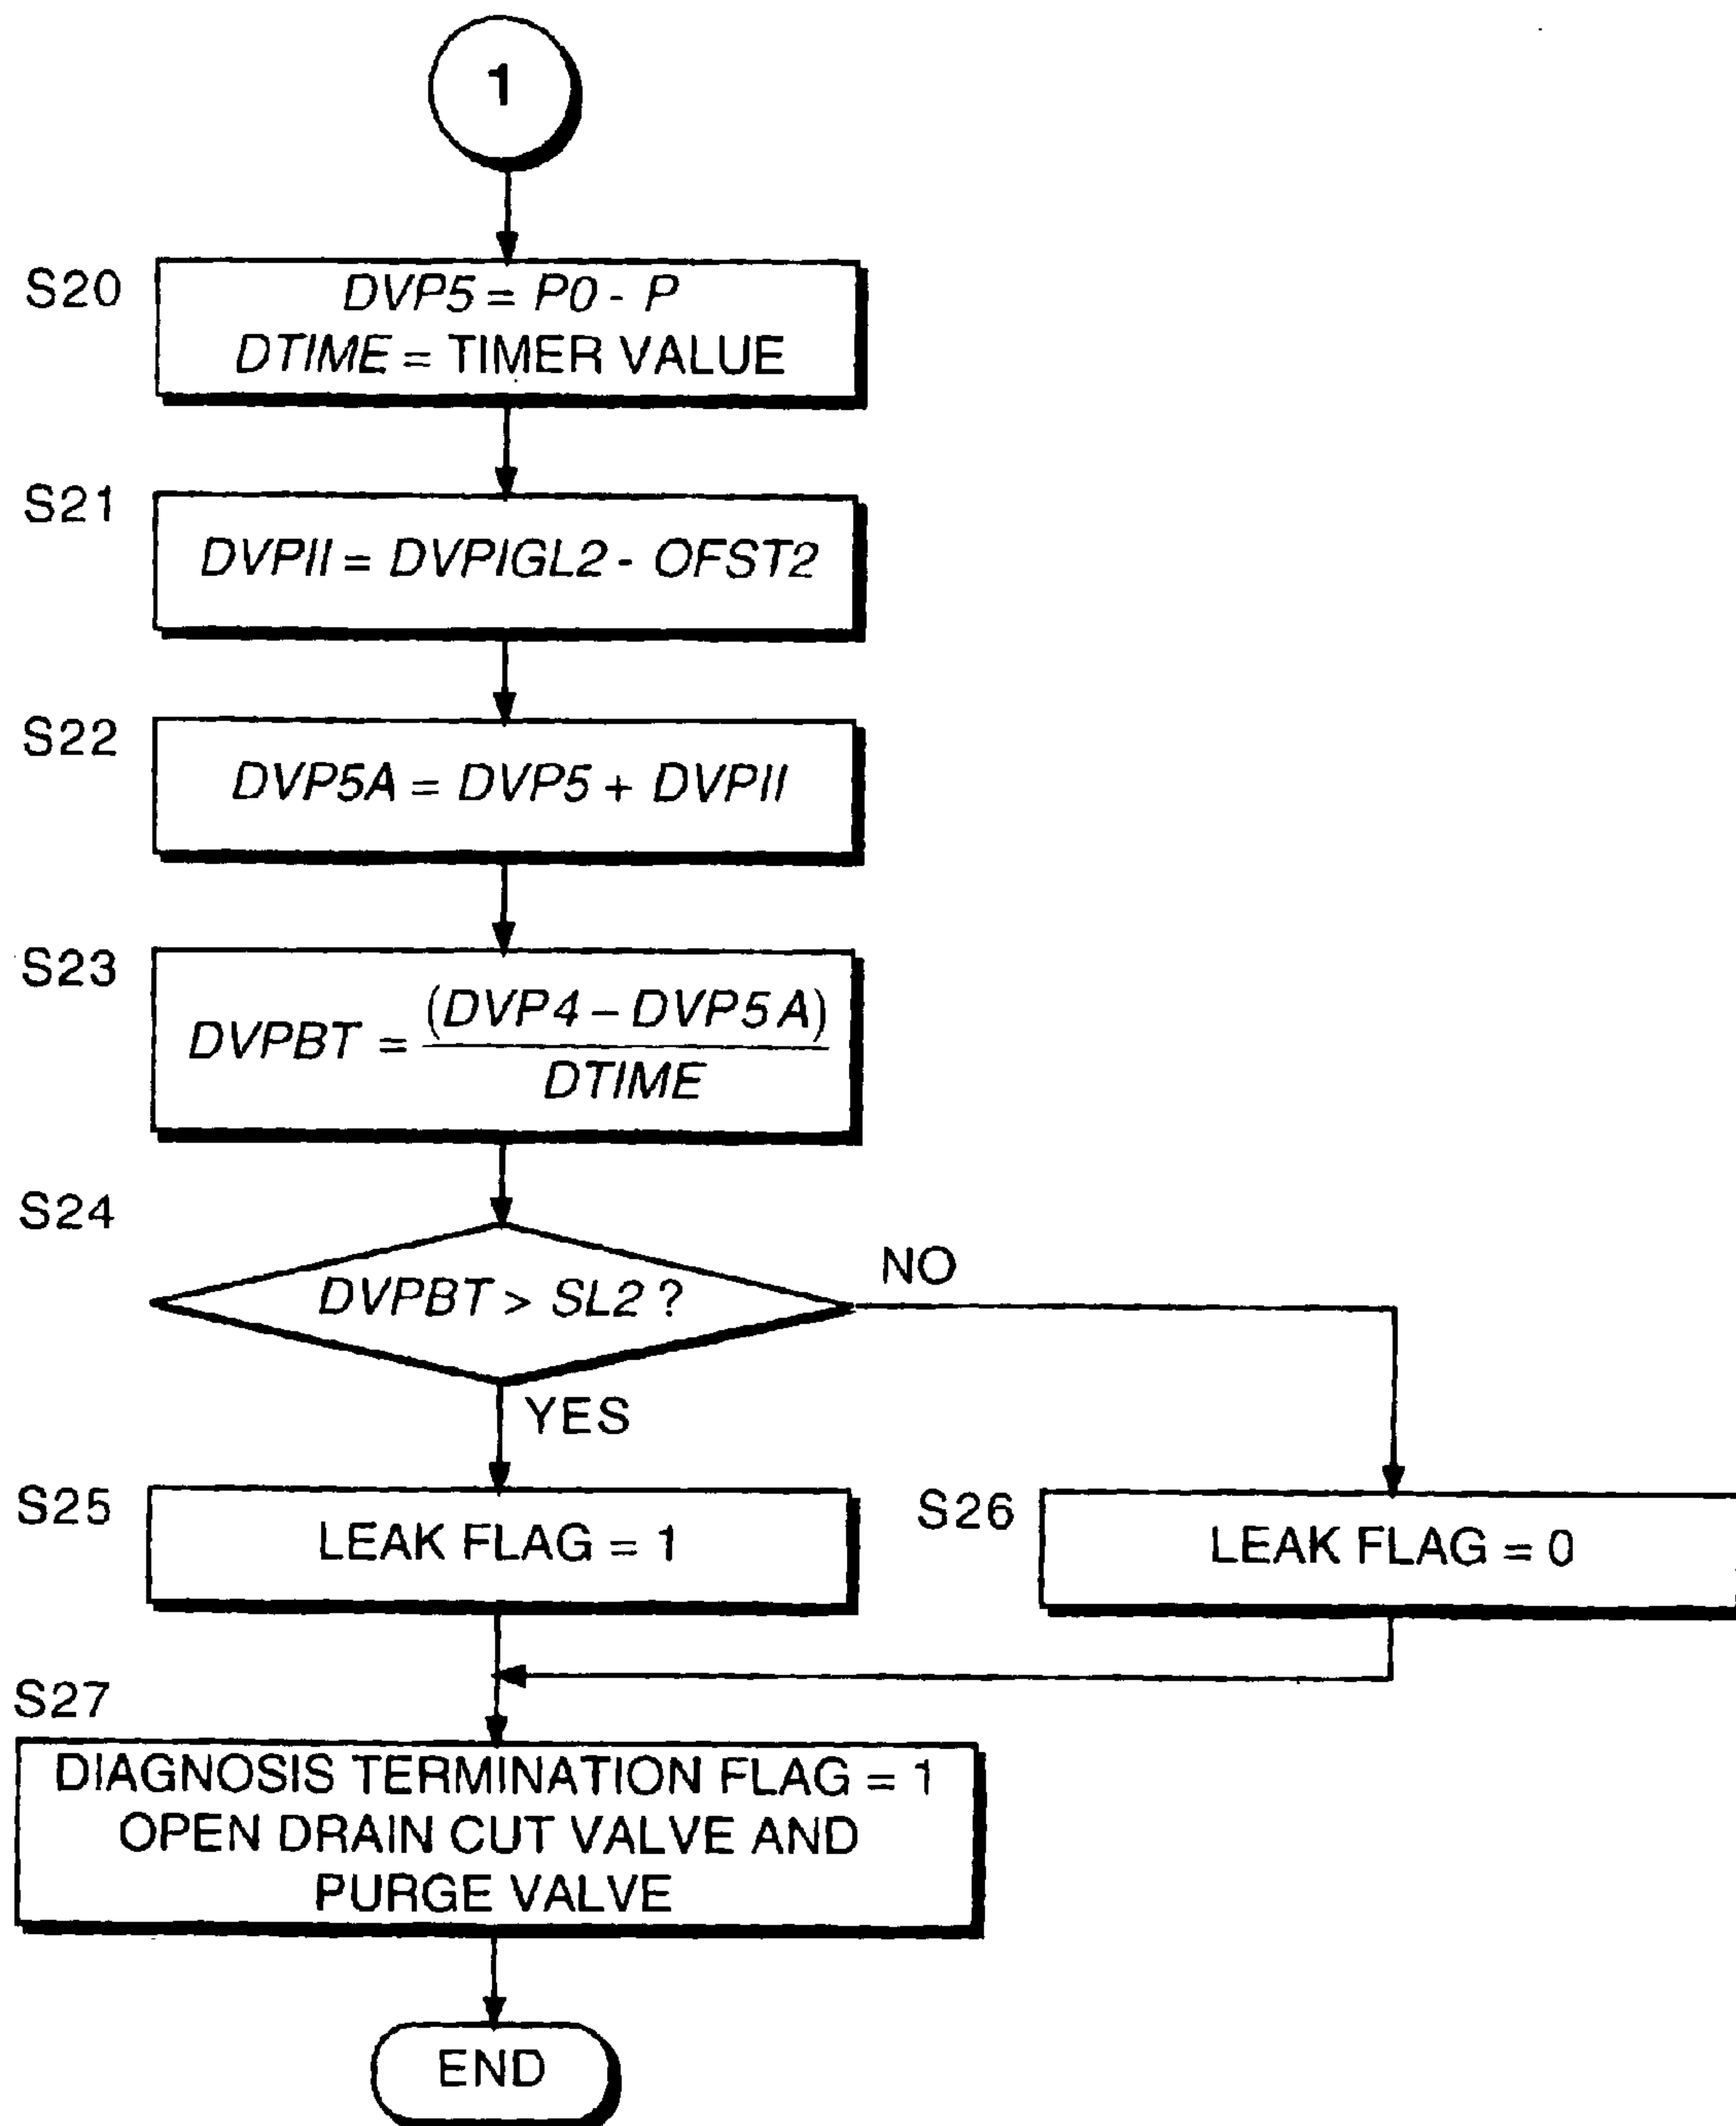 1
S20
DVP5 = P0 - P
DTIME = TIMER VALUE
S21
DVPII = DVPIGL2 - OFST2
S22
DVP5A = DVP5 + DVPII
S23
DVPBT = (DVP4 – DVP5A)
DTIME
S24
DVPBT > SL2 ?
NO
YES
S25
LEAK FLAG = 1
S26
LEAK FLAG = 0
S27
DIAGNOSIS TERMINATION FLAG = 1
OPEN DRAIN CUT VALVE AND
PURGE VALVE
END